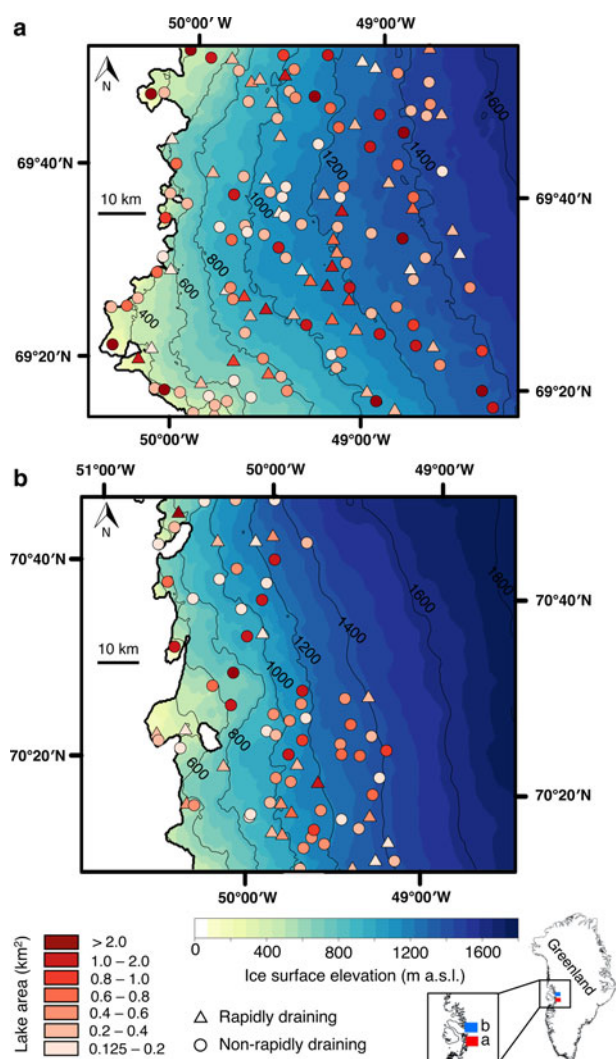 50°00′ W 49°00′W
a
N
69°40′N
69°40′N
10 km
1600
1400
1200
1000
800
600
400
69°20′N
69°20′N
50°00′W 49°00′W
51°00′W 50°00′W 49°00′W
b
N
70°40′N
70°40′N
10 km
1800
1600
1400
1200
1000
800
600
70°20′N
70°20′N
50°00′W 49°00′W
Lake area (km²)
> 2.0
1.0 – 2.0
0.8 – 1.0
0.6 – 0.8
0.4 – 0.6
0.2 – 0.4
0.125 – 0.2
0 400 800 1200 1600
Ice surface elevation (m a.s.l.)
Rapidly draining
Non-rapidly draining
Greenland
b
a